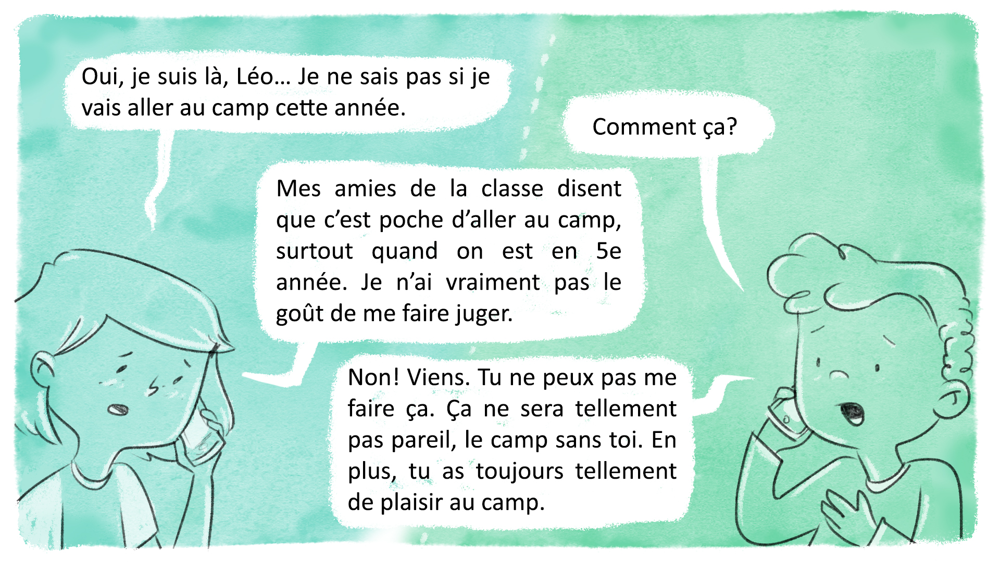 Oui, je suis là, Léo… Je ne sais pas si je
vais aller au camp cette année.
Comment ça?
Mes amies de la classe disent
que c’est poche d’aller au camp,
surtout quand on est en 5e
année. Je n’ai vraiment pas le
goût de me faire juger.
Non! Viens. Tu ne peux pas me
faire ça. Ça ne sera tellement
pas pareil, le camp sans toi. En
plus, tu as toujours tellement
de plaisir au camp.